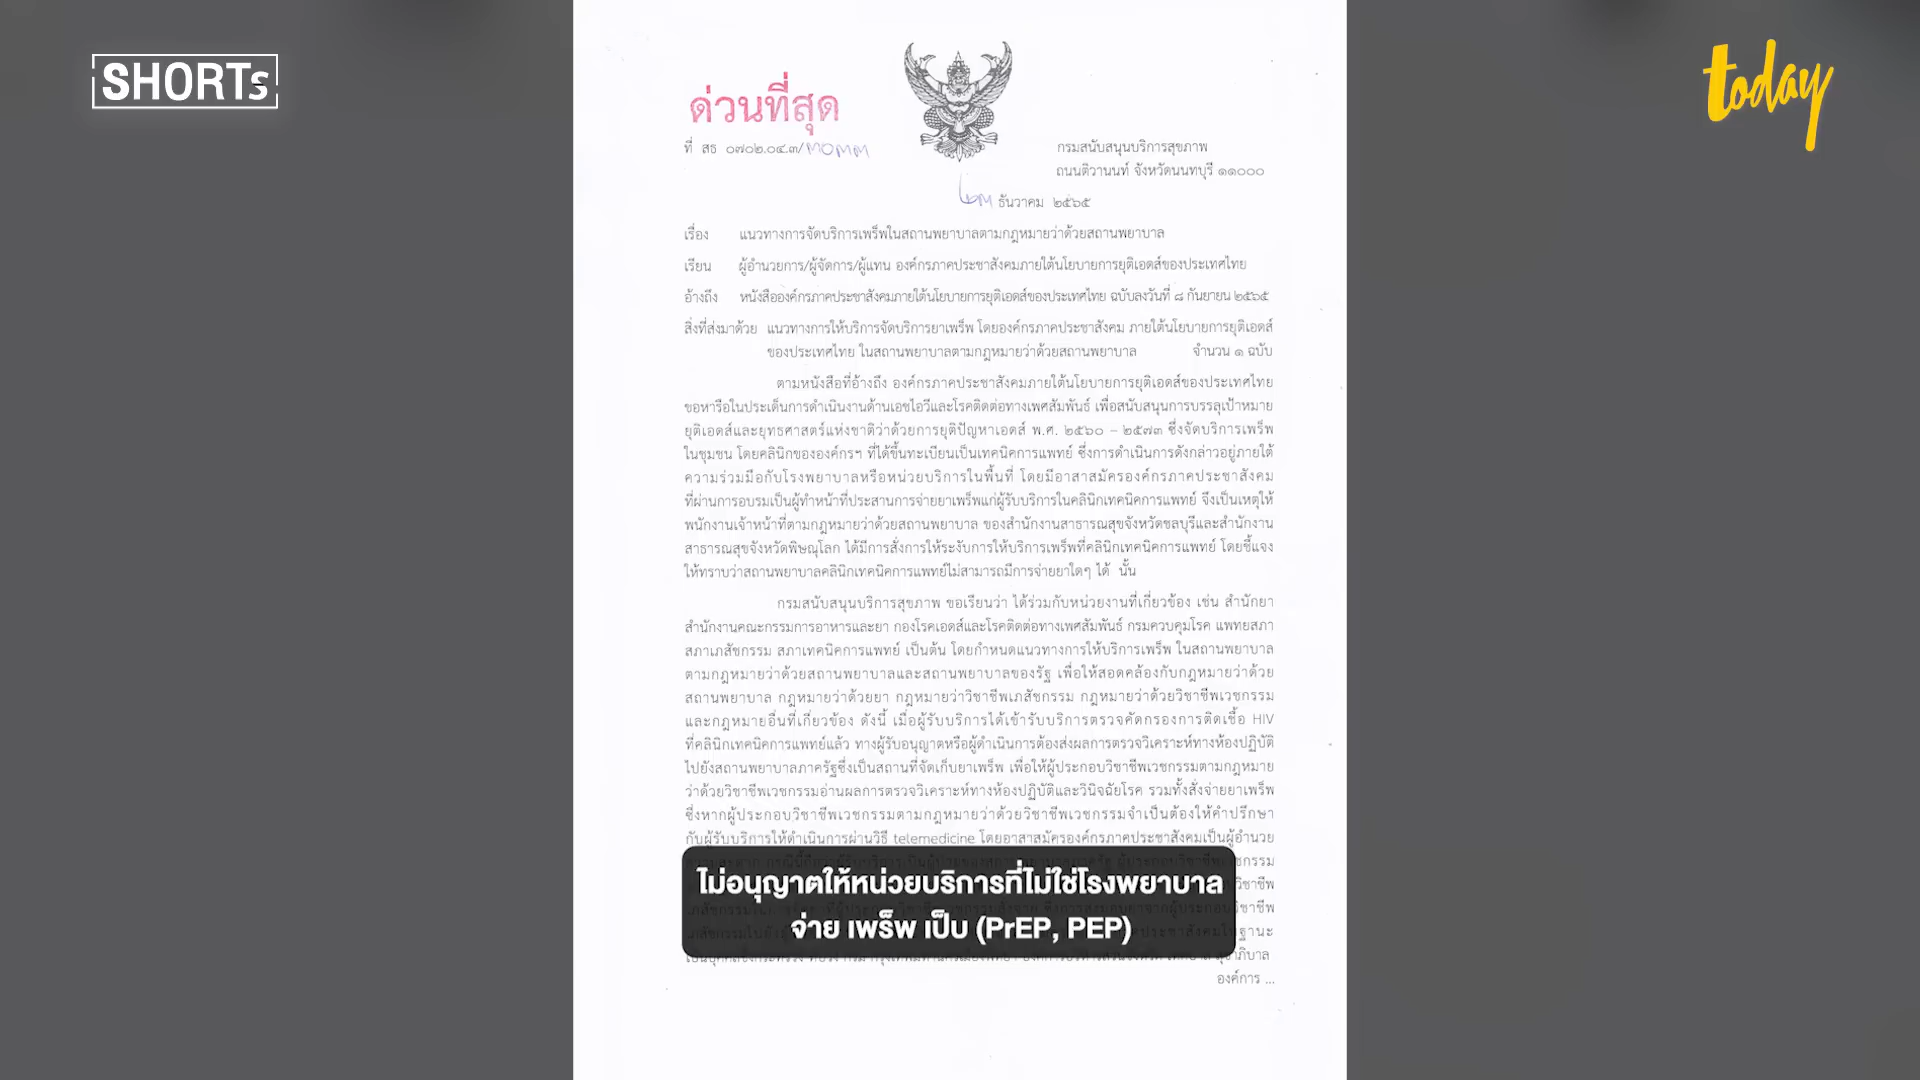 SHORTs
today
ด่วนที่สุด
ที่ สธ ๐๗๐๒.๐๔.๓/
กรมสนับสนุนบริการสุขภาพ
ถนนติวานนท์ จังหวัดนนทบุรี ๑๑๐๐๐
ธันวาคม ๒๕๖๕
เรื่อง แนวทางการจัดบริการเพร็พในสถานพยาบาลตามกฎหมายว่าด้วยสถานพยาบาล
เรียน ผู้อำนวยการ/ผู้จัดการ/ผู้แทน องค์กรภาคประชาสังคมภายใต้นโยบายการยุติเอดส์ของประเทศไทย
อ้างถึง หนังสือองค์กรภาคประชาสังคมภายใต้นโยบายการยุติเอดส์ของประเทศไทย ฉบับลงวันที่ ๘ กันยายน ๒๕๖๕
สิ่งที่ส่งมาด้วย แนวทางการให้บริการจัดบริการยาเพร็พ โดยองค์กรภาคประชาสังคม ภายใต้นโยบายการยุติเอดส์
ของประเทศไทย ในสถานพยาบาลตามกฎหมายว่าด้วยสถานพยาบาล จำนวน ๑ ฉบับ
ตามหนังสือที่อ้างถึง องค์กรภาคประชาสังคมภายใต้นโยบายการยุติเอดส์ของประเทศไทย
ขอหารือในประเด็นการดำเนินงานด้านเอชไอวีและโรคติดต่อทางเพศสัมพันธ์ เพื่อสนับสนุนการบรรลุเป้าหมาย
ยุติเอดส์และยุทธศาสตร์แห่งชาติว่าด้วยการยุติปัญหาเอดส์ พ.ศ. ๒๕๖๐ – ๒๕๗๓ ซึ่งจัดบริการเพร็พ
ในชุมชน โดยคลินิกขององค์กรฯ ที่ได้ขึ้นทะเบียนเป็นเทคนิคการแพทย์ ซึ่งการดำเนินการดังกล่าวอยู่ภายใต้
ความร่วมมือกับโรงพยาบาลหรือหน่วยบริการในพื้นที่ โดยมีอาสาสมัครองค์กรภาคประชาสังคม
ที่ผ่านการอบรมเป็นผู้ทำหน้าที่ประสานการจ่ายยาเพร็พแก่ผู้รับบริการในคลินิกเทคนิคการแพทย์ จึงเป็นเหตุให้
พนักงานเจ้าหน้าที่ตามกฎหมายว่าด้วยสถานพยาบาล ของสำนักงานสาธารณสุขจังหวัดชลบุรีและสำนักงาน
สาธารณสุขจังหวัดพิษณุโลก ได้มีการสั่งการให้ระงับการให้บริการเพร็พที่คลินิกเทคนิคการแพทย์ โดยชี้แจง
ให้ทราบว่าสถานพยาบาลคลินิกเทคนิคการแพทย์ไม่สามารถมีการจ่ายยาใดๆ ได้ นั้น
กรมสนับสนุนบริการสุขภาพ ขอเรียนว่า ได้ร่วมกับหน่วยงานที่เกี่ยวข้อง เช่น สำนักยา
สำนักงานคณะกรรมการอาหารและยา กองโรคเอดส์และโรคติดต่อทางเพศสัมพันธ์ กรมควบคุมโรค แพทยสภา
สภาเภสัชกรรม สภาเทคนิคการแพทย์ เป็นต้น โดยกำหนดแนวทางการให้บริการเพร็พ ในสถานพยาบาล
ตามกฎหมายว่าด้วยสถานพยาบาลและสถานพยาบาลของรัฐ เพื่อให้สอดคล้องกับกฎหมายว่าด้วย
สถานพยาบาล กฎหมายว่าด้วยยา กฎหมายว่าวิชาชีพเภสัชกรรม กฎหมายว่าด้วยวิชาชีพเวชกรรม
และกฎหมายอื่นที่เกี่ยวข้อง ดังนี้ เมื่อผู้รับบริการได้เข้ารับบริการตรวจคัดกรองการติดเชื้อ HIV
ที่คลินิกเทคนิคการแพทย์แล้ว ทางผู้รับอนุญาตหรือผู้ดำเนินการต้องส่งผลการตรวจวิเคราะห์ทางห้องปฏิบัติ
ไปยังสถานพยาบาลภาครัฐซึ่งเป็นสถานที่จัดเก็บยาเพร็พ เพื่อให้ผู้ประกอบวิชาชีพเวชกรรมตามกฎหมาย
ว่าด้วยวิชาชีพเวชกรรมอ่านผลการตรวจวิเคราะห์ทางห้องปฏิบัติและวินิจฉัยโรค รวมทั้งสั่งจ่ายยาเพร็พ
ซึ่งหากผู้ประกอบวิชาชีพเวชกรรมตามกฎหมายว่าด้วยวิชาชีพเวชกรรมจำเป็นต้องให้คำปรึกษา
กับผู้รับบริการให้ดำเนินการผ่านวิธี telemedicine โดยอาสาสมัครองค์กรภาคประชาสังคมเป็นผู้อำนวย
ไม่อนุญาตให้หน่วยบริการที่ไม่ใช่โรงพยาบาล
จ่าย เพร็พ เป็บ (PrEP, PEP)
องค์การ ...